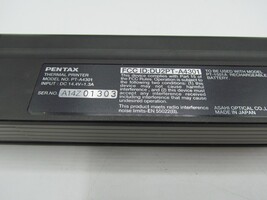 PENTAX
THERMAL PRINTER
MODEL NO: PT-A4301
INPUT: DC 14.4V⎓1.3A
SER.NO. A14Z01303
FCC ID:DU2PT-A4301
This device complies with Part 15 of
the FCC Rules. Operation is subject to the
following two conditions: (1) this device
may not cause harmful interference, and
(2) this device must accept any
interference received, including
interference that may cause undesired
operation.
This product meets radio interference
noise limits-EN 55022(B).
TO BE USED WITH MODEL
RECHARGEABLE
BATTERY
ASAHI OPTICAL CO.,
MADE IN JAPAN